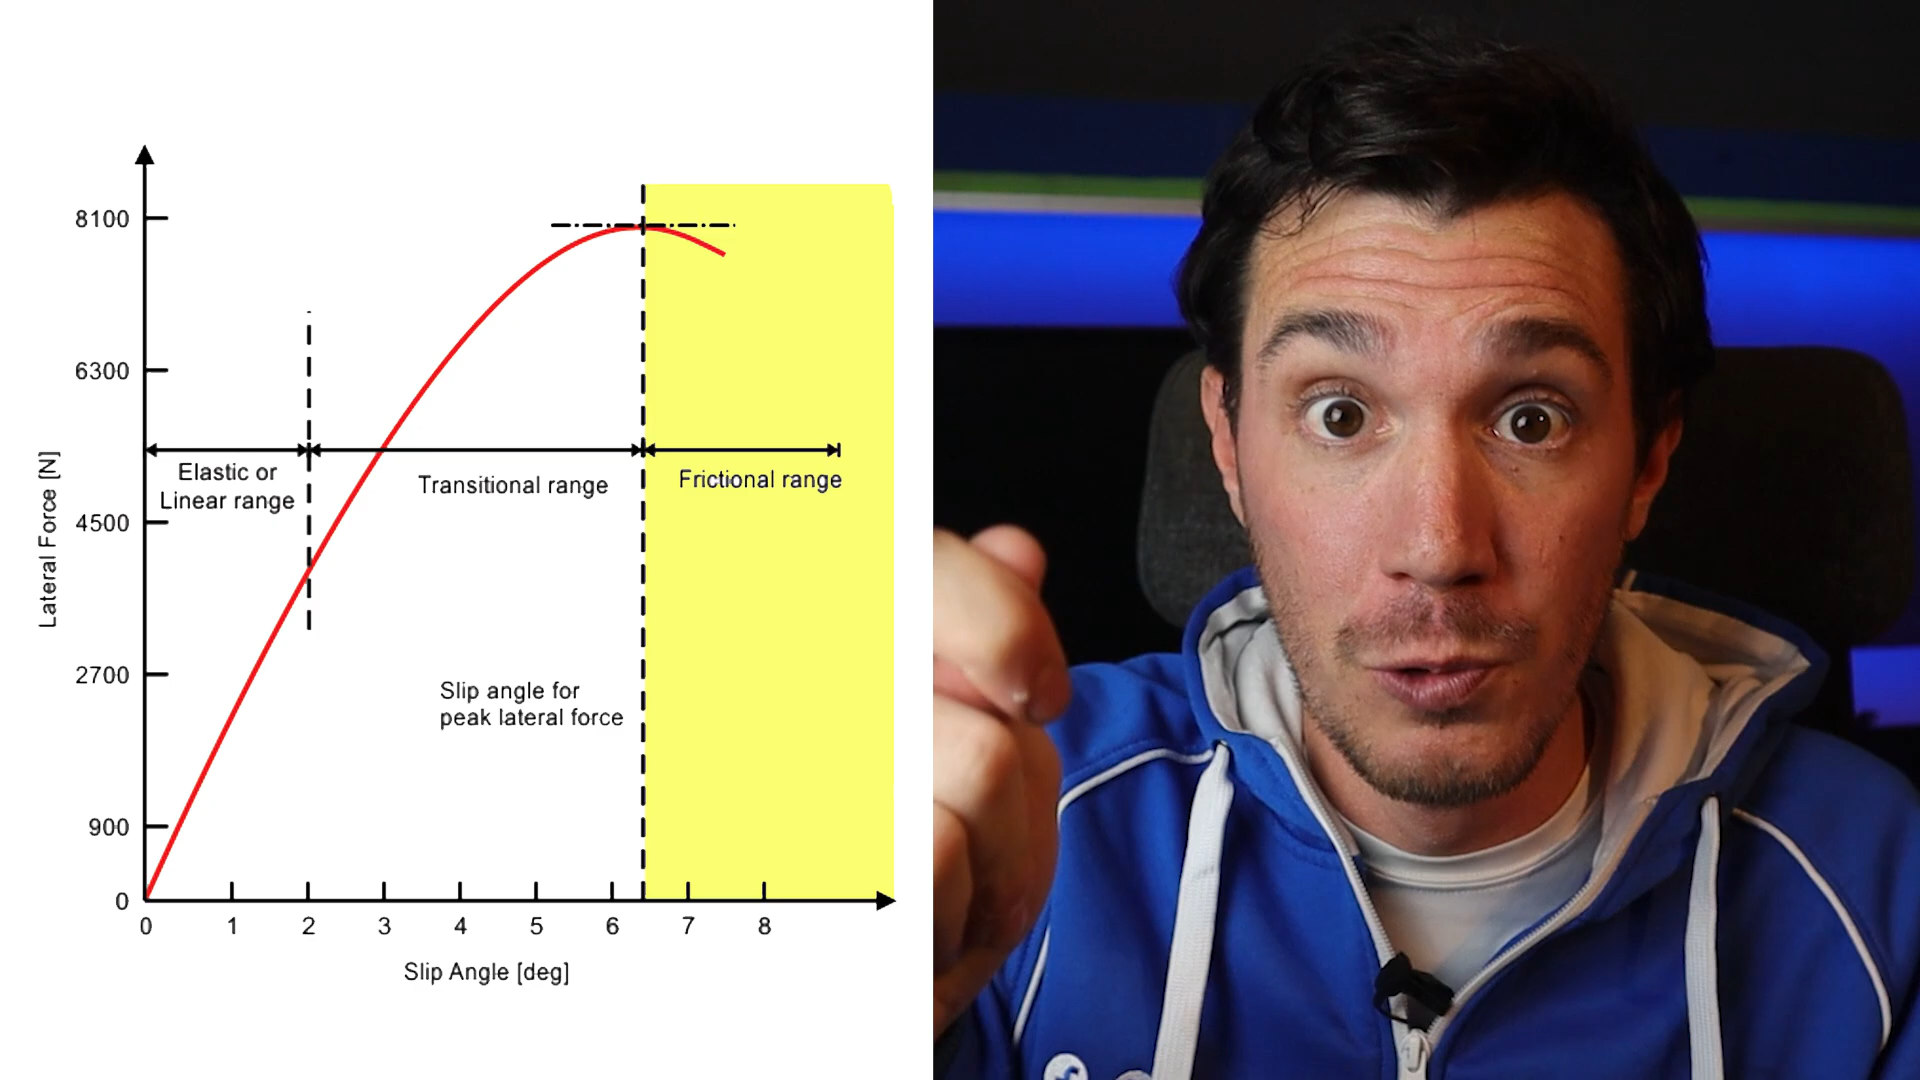 8100
6300
4500
2700
900
0
Lateral Force [N]
Elastic or
Linear range
Transitional range
Frictional range
Slip angle for
peak lateral force
0 1 2 3 4 5 6 7 8
Slip Angle [deg]